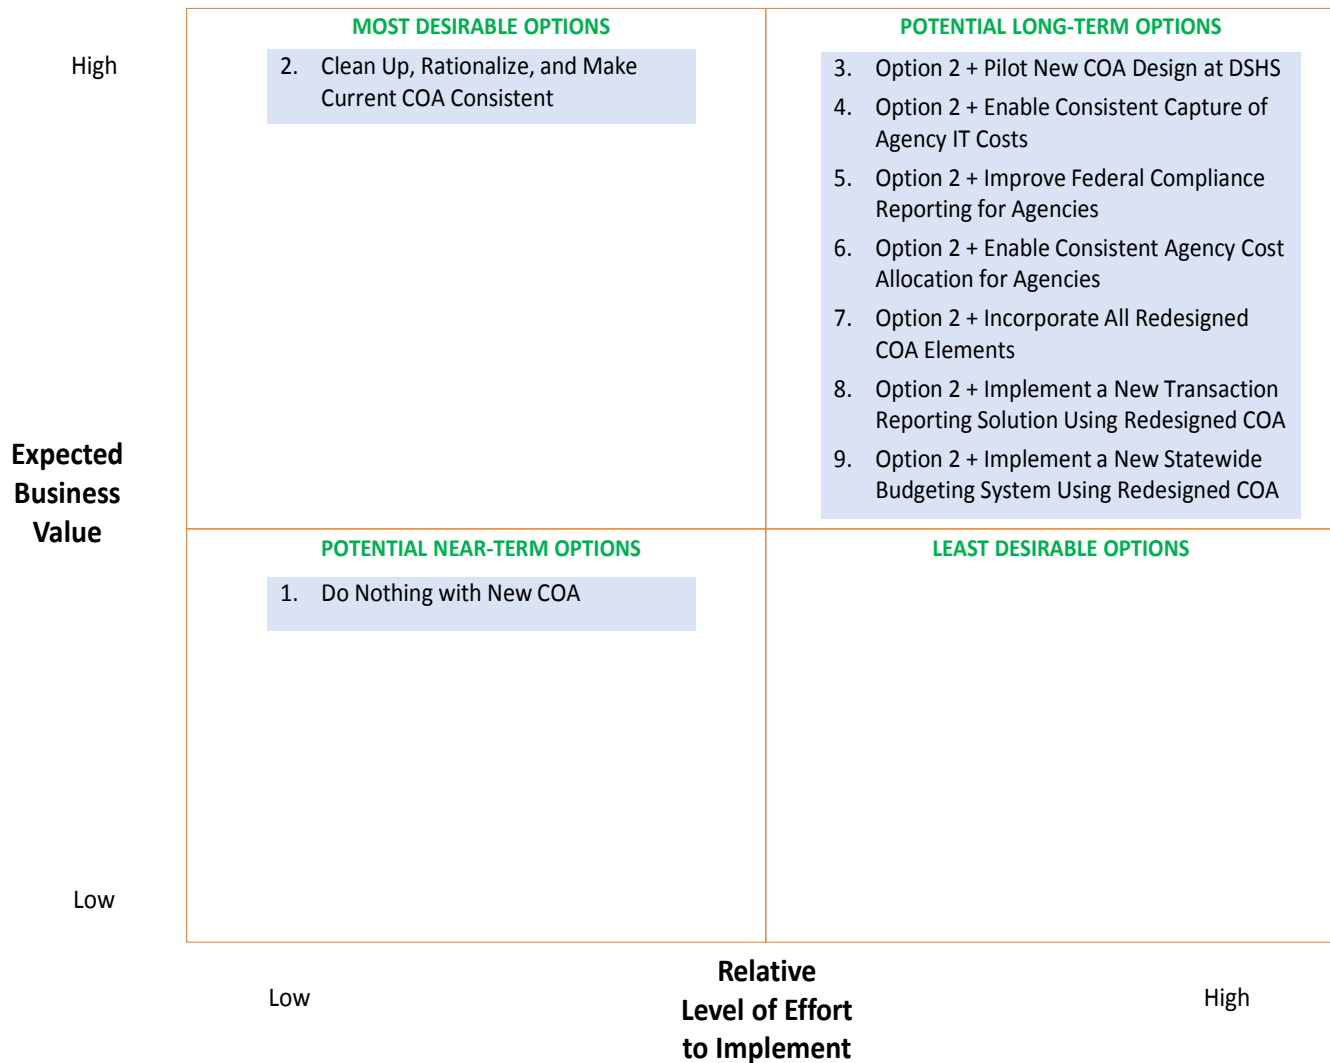 MOST DESIRABLE OPTIONS
POTENTIAL LONG-TERM OPTIONS
High
2. Clean Up, Rationalize, and Make
Current COA Consistent
3. Option 2 + Pilot New COA Design at DSHS
4. Option 2 + Enable Consistent Capture of
Agency IT Costs
5. Option 2 + Improve Federal Compliance
Reporting for Agencies
6. Option 2 + Enable Consistent Agency Cost
Allocation for Agencies
7. Option 2 + Incorporate All Redesigned
COA Elements
8. Option 2 + Implement a New Transaction
Reporting Solution Using Redesigned COA
9. Option 2 + Implement a New Statewide
Budgeting System Using Redesigned COA
Expected
Business
Value
POTENTIAL NEAR-TERM OPTIONS
LEAST DESIRABLE OPTIONS
1. Do Nothing with New COA
Low
Low
Relative
Level of Effort
to Implement
High